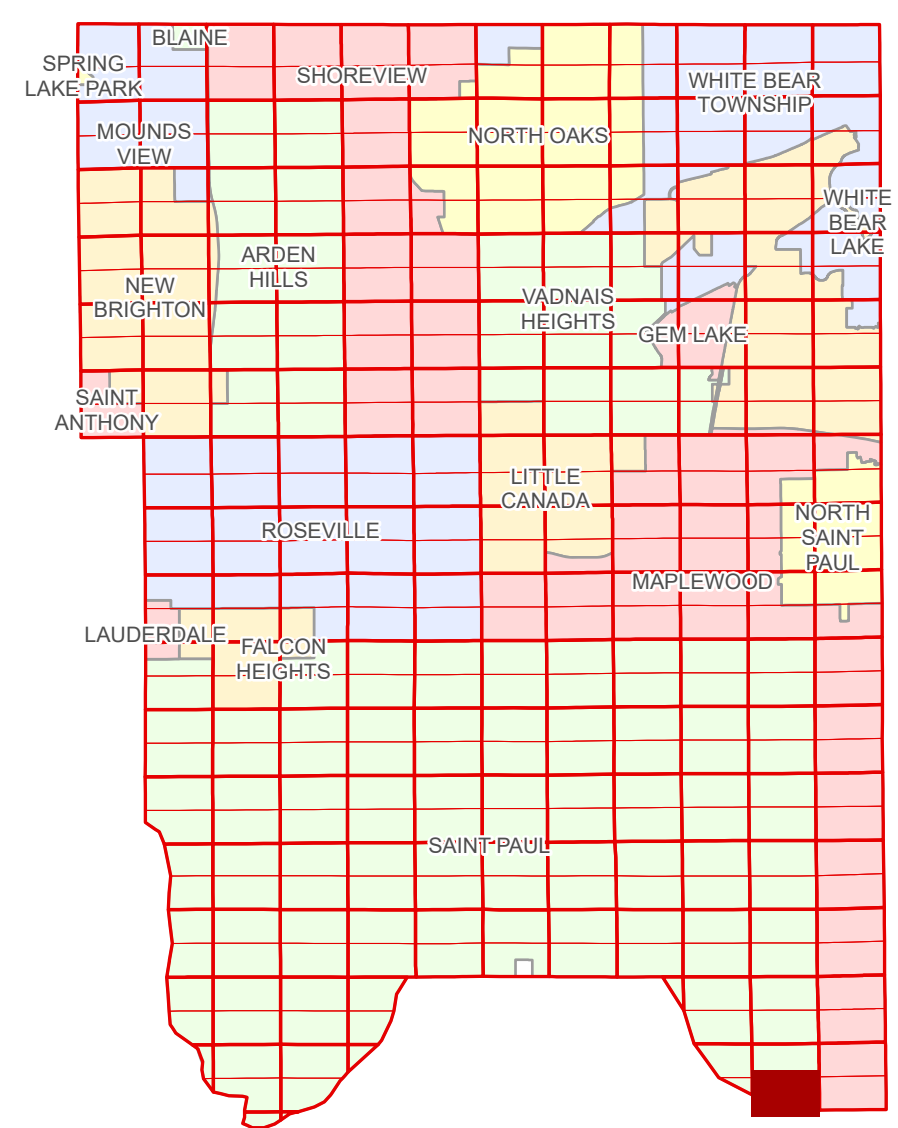 BLAINE
SPRING
LAKE PARK
SHOREVIEW
WHITE BEAR
TOWNSHIP
MOUNDS
VIEW
NORTH OAKS
WHITE
BEAR
LAKE
ARDEN
HILLS
NEW
BRIGHTON
VADNAIS
HEIGHTS
GEM LAKE
SAINT
ANTHONY
LITTLE
CANADA
ROSEVILLE
NORTH
SAINT
PAUL
MAPLEWOOD
LAUDERDALE
FALCON
HEIGHTS
SAINT PAUL